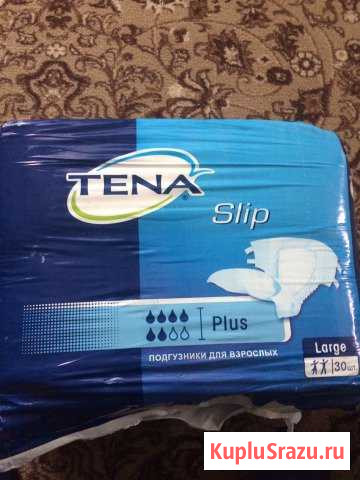 TENA
Slip
Plus
ПОДГУЗНИКИ ДЛЯ ВЗРОСЛЫХ
Large
30 шт.
KupluSrazu.ru